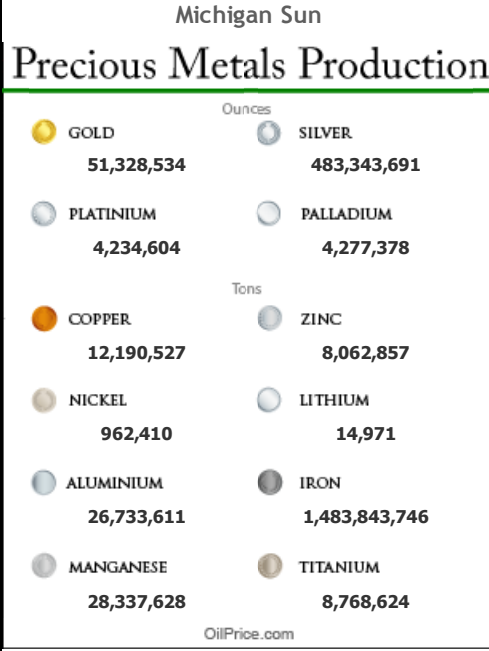 Michigan Sun
Precious Metals Production
Ounces
GOLD SILVER
51,328,534 483,343,691
PLATINIUM PALLADIUM
4,234,604 4,277,378
Tons
COPPER ZINC
12,190,527 8,062,857
NICKEL LITHIUM
962,410 14,971
ALUMINIUM IRON
26,733,611 1,483,843,746
MANGANESE TITANIUM
28,337,628 8,768,624
OilPrice.com